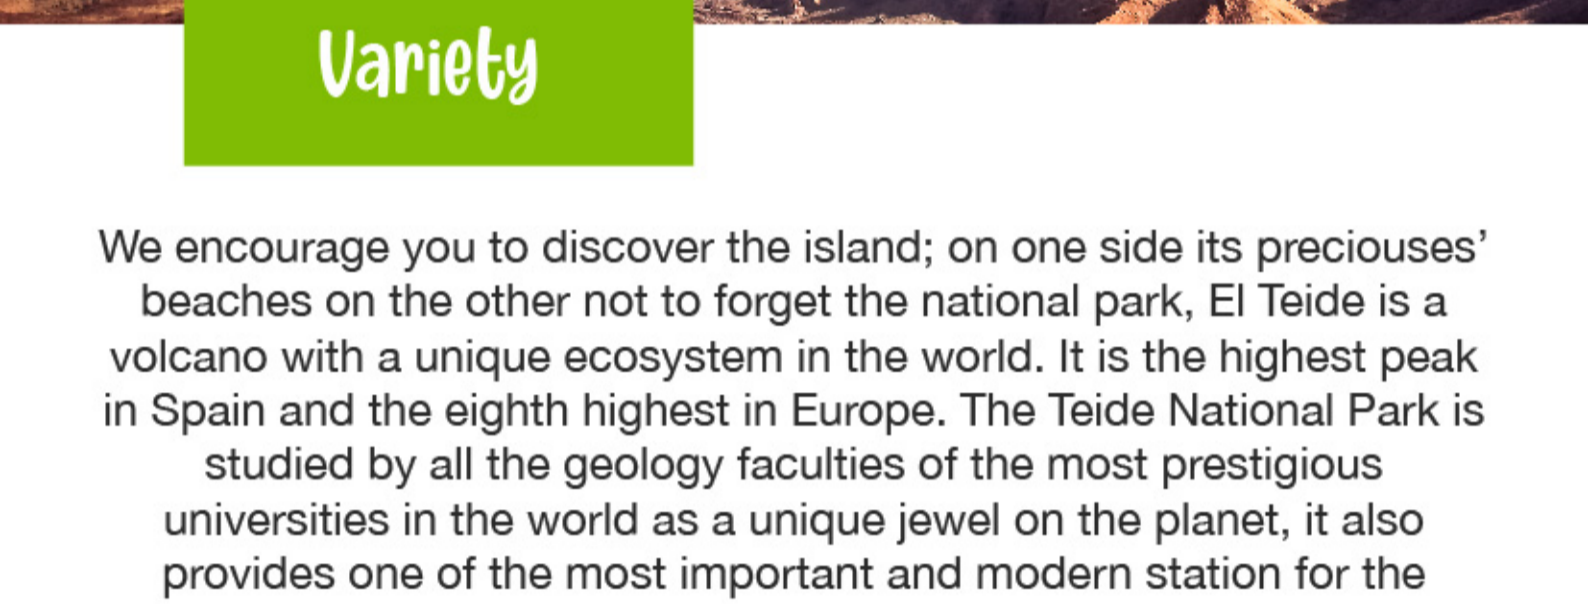 Variety
We encourage you to discover the island; on one side its preciouses’
beaches on the other not to forget the national park, El Teide is a
volcano with a unique ecosystem in the world. It is the highest peak
in Spain and the eighth highest in Europe. The Teide National Park is
studied by all the geology faculties of the most prestigious
universities in the world as a unique jewel on the planet, it also
provides one of the most important and modern station for the